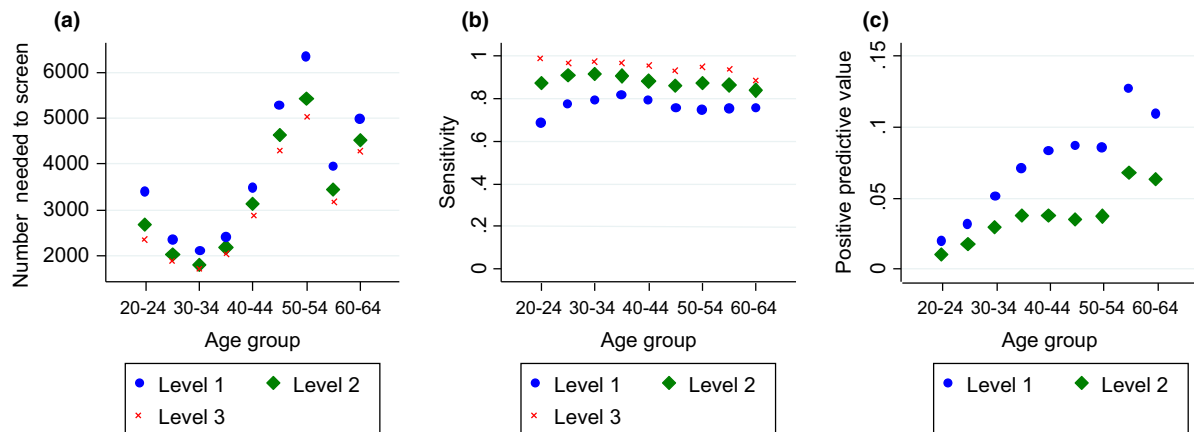 (a)
Number needed to screen
6000
5000
4000
3000
2000
20-24 30-34 40-44 50-54 60-64
Age group
Level 1 Level 2
Level 3
(b)
Sensitivity
1
.8
.6
.4
.2
0
20-24 30-34 40-44 50-54 60-64
Age group
Level 1 Level 2
Level 3
(c)
Positive predictive value
.15
.1
.05
0
20-24 30-34 40-44 50-54 60-64
Age group
Level 1 Level 2